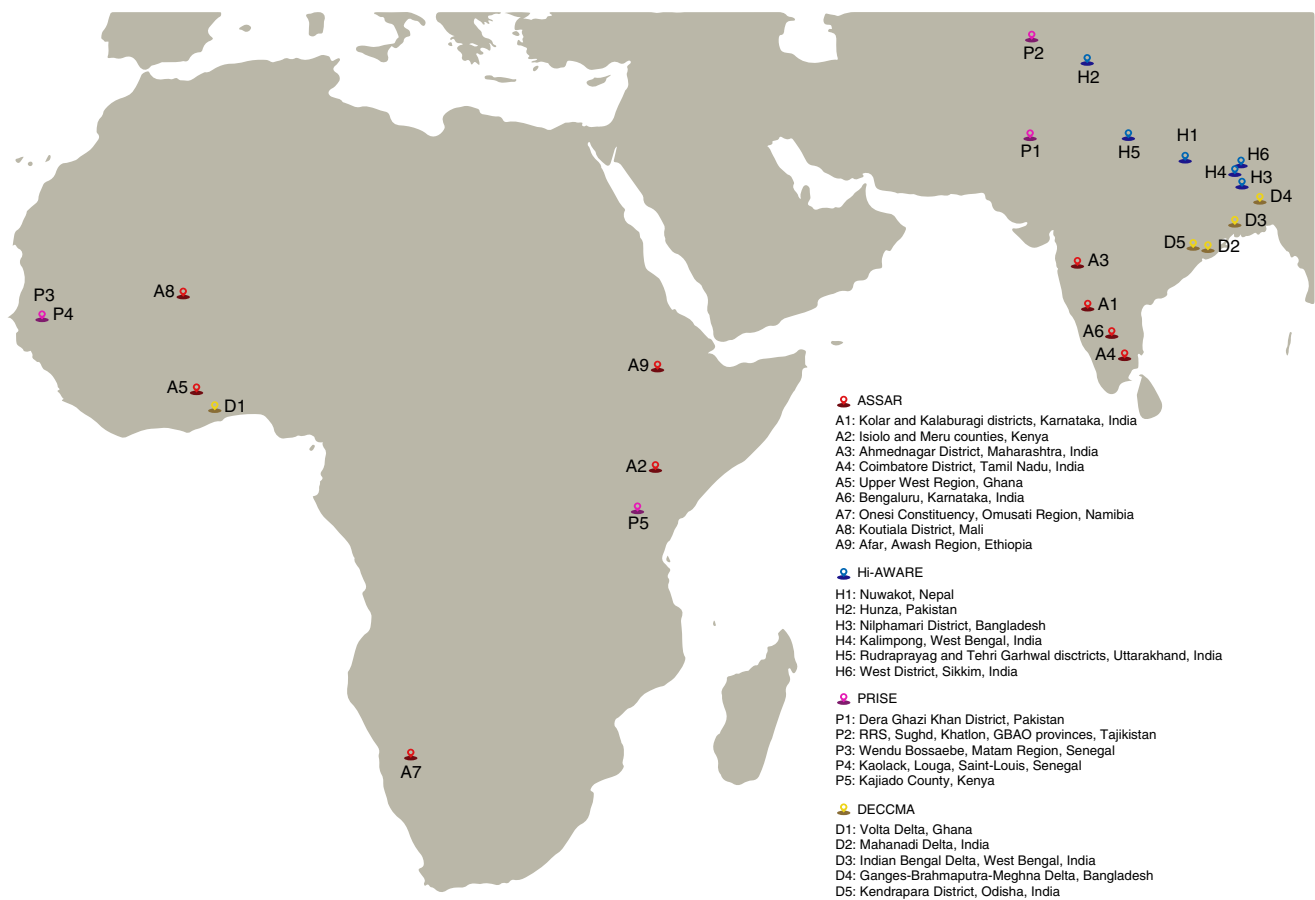 P2
H2
P1
H5
H1
H6
H4
H3
D4
D3
D5
D2
A3
A8
P3
P4
A1
A6
A4
A9
A5
D1
A2
P5
A7
ASSAR
A1: Kolar and Kalaburagi districts, Karnataka, India
A2: Isiolo and Meru counties, Kenya
A3: Ahmednagar District, Maharashtra, India
A4: Coimbatore District, Tamil Nadu, India
A5: Upper West Region, Ghana
A6: Bengaluru, Karnataka, India
A7: Onesi Constituency, Omusati Region, Namibia
A8: Koutiala District, Mali
A9: Afar, Awash Region, Ethiopia
Hi-AWARE
H1: Nuwakot, Nepal
H2: Hunza, Pakistan
H3: Nilphamari District, Bangladesh
H4: Kalimpong, West Bengal, India
H5: Rudraprayag and Tehri Garhwal disctricts, Uttarakhand, India
H6: West District, Sikkim, India
PRISE
P1: Dera Ghazi Khan District, Pakistan
P2: RRS, Sughd, Khatlon, GBAO provinces, Tajikistan
P3: Wendu Bossaebe, Matam Region, Senegal
P4: Kaolack, Louga, Saint-Louis, Senegal
P5: Kajiado County, Kenya
DECCMA
D1: Volta Delta, Ghana
D2: Mahanadi Delta, India
D3: Indian Bengal Delta, West Bengal, India
D4: Ganges-Brahmaputra-Meghna Delta, Bangladesh
D5: Kendrapara District, Odisha, India